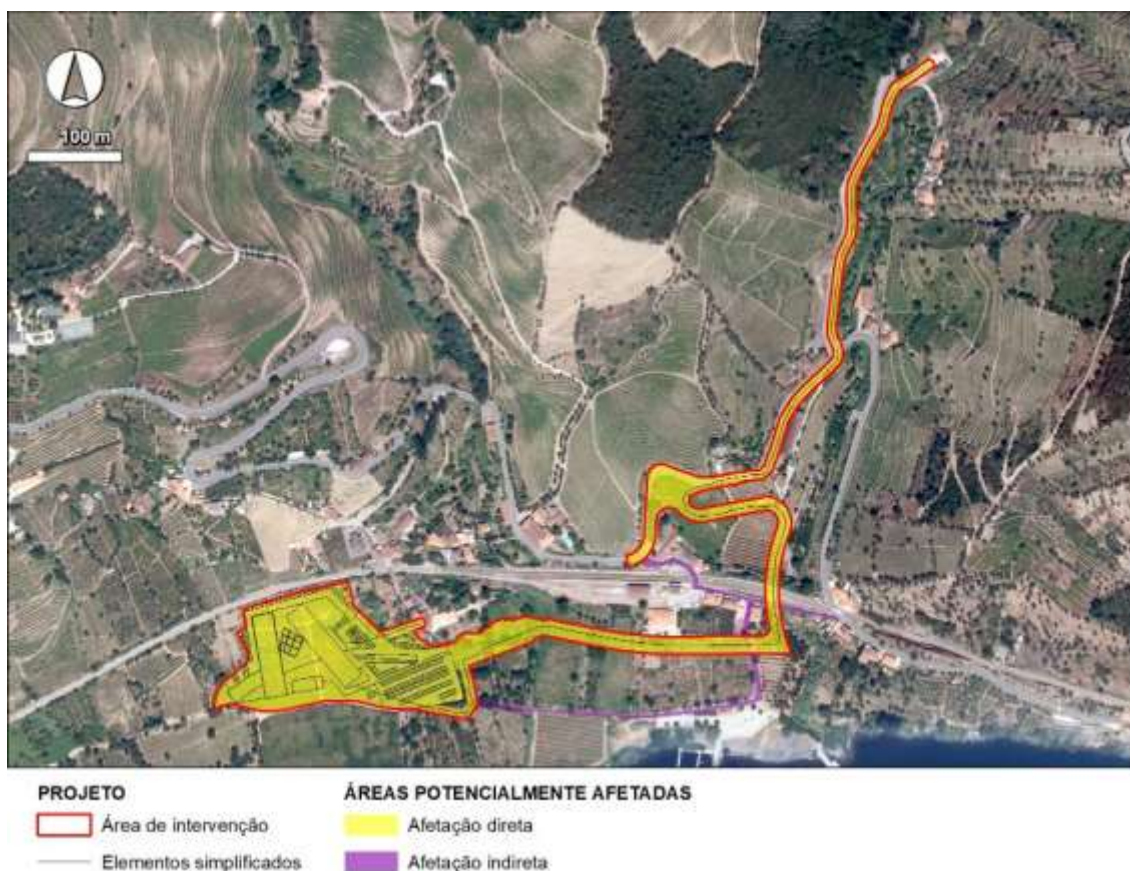 100 m
PROJETO
Área de intervenção
Elementos simplificados
ÁREAS POTENCIALMENTE AFETADAS
Afetação direta
Afetação indireta